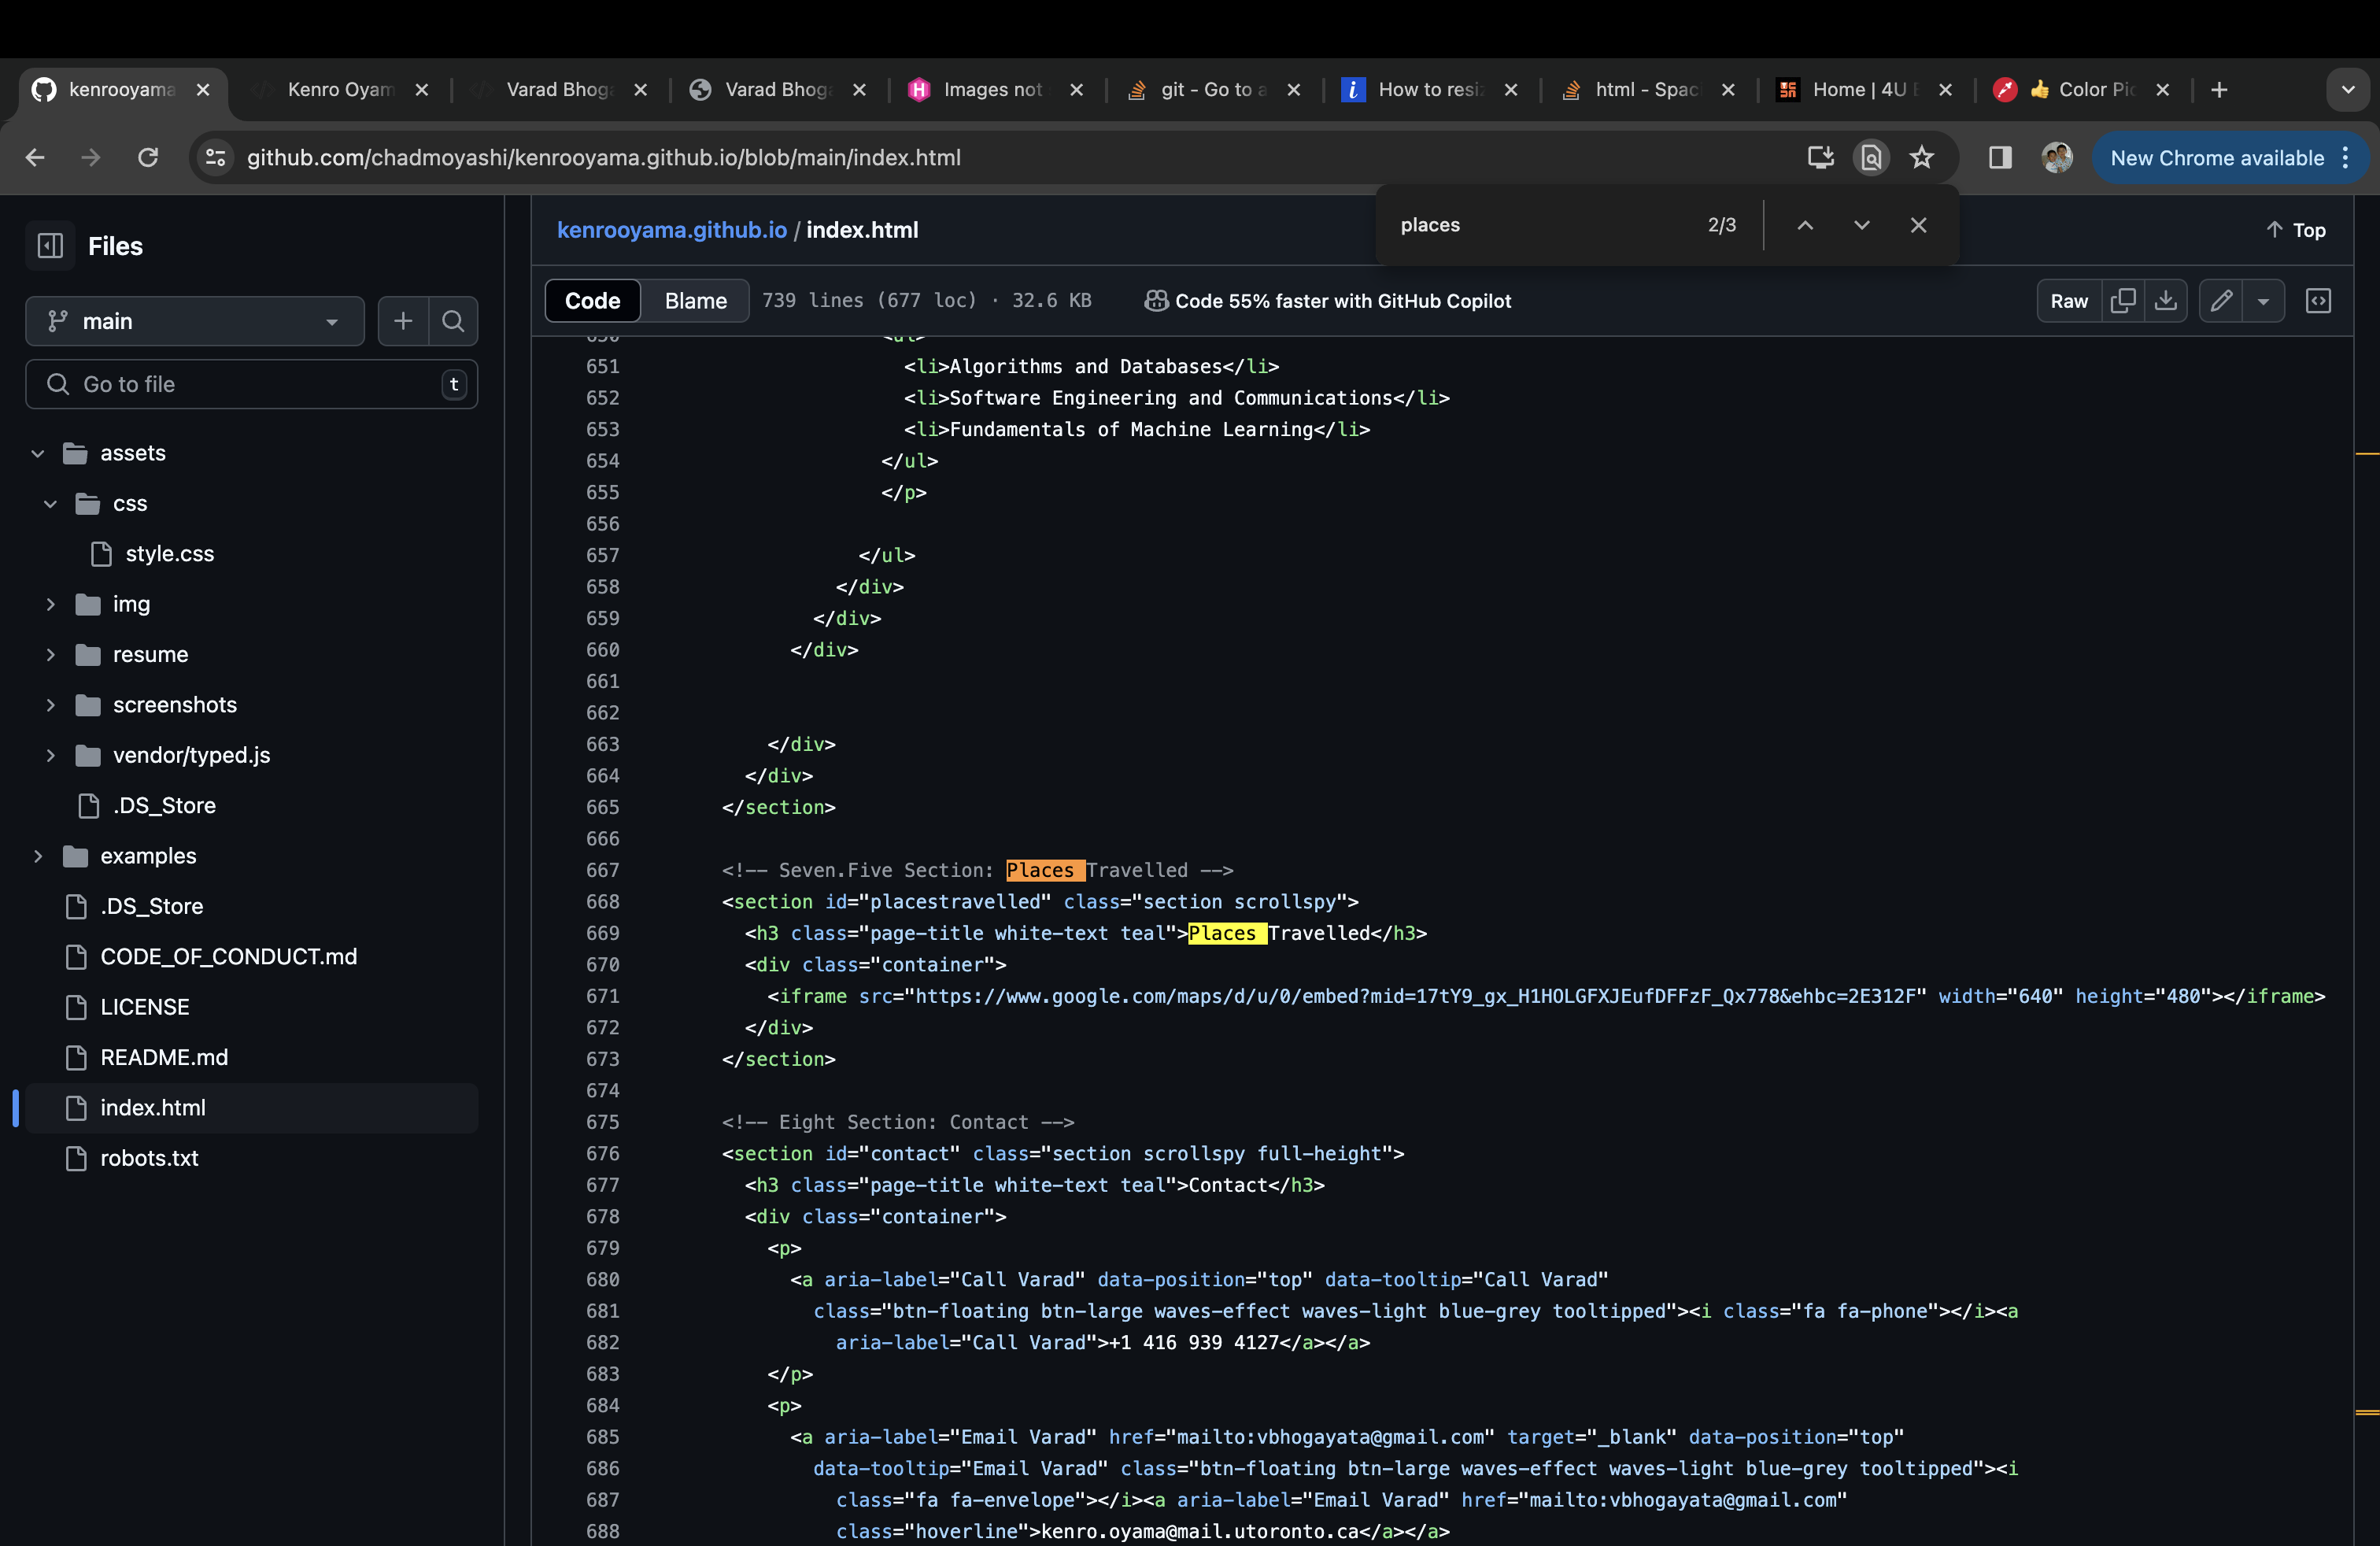 kenrooyama
Kenro Oyam
Varad Bhoga
Varad Bhoga
Images not
git - Go to a
How to resiz
html - Spac
Home | 4U E
Color Pic
github.com/chadmoyashi/kenrooyama.github.io/blob/main/index.html
New Chrome available
places
2/3
Files
kenrooyama.github.io / index.html
Top
main
Code
Blame
739 lines (677 loc) · 32.6 KB
Code 55% faster with GitHub Copilot
Raw
Go to file
t
assets
css
style.css
img
resume
screenshots
vendor/typed.js
.DS_Store
examples
.DS_Store
CODE_OF_CONDUCT.md
LICENSE
README.md
index.html
robots.txt
650 <ul>
651 <li>Algorithms and Databases</li>
652 <li>Software Engineering and Communications</li>
653 <li>Fundamentals of Machine Learning</li>
654 </ul>
655 </p>
656
657 </ul>
658 </div>
659 </div>
660 </div>
661
662
663 </div>
664 </div>
665 </section>
666
667 <!-- Seven.Five Section: Places Travelled -->
668 <section id="placestravelled" class="section scrollspy">
669 <h3 class="page-title white-text teal">Places Travelled</h3>
670 <div class="container">
671 <iframe src="https://www.google.com/maps/d/u/0/embed?mid=17tY9_gx_H1HOLGFXJEufDFFzF_Qx778&ehbc=2E312F" width="640" height="480"></iframe>
672 </div>
673 </section>
674
675 <!-- Eight Section: Contact -->
676 <section id="contact" class="section scrollspy full-height">
677 <h3 class="page-title white-text teal">Contact</h3>
678 <div class="container">
679 <p>
680 <a aria-label="Call Varad" data-position="top" data-tooltip="Call Varad"
681 class="btn-floating btn-large waves-effect waves-light blue-grey tooltipped"><i class="fa fa-phone"></i><a
682 aria-label="Call Varad">+1 416 939 4127</a></a>
683 </p>
684 <p>
685 <a aria-label="Email Varad" href="mailto:vbhogayata@gmail.com" target="_blank" data-position="top"
686 data-tooltip="Email Varad" class="btn-floating btn-large waves-effect waves-light blue-grey tooltipped"><i
687 class="fa fa-envelope"></i><a aria-label="Email Varad" href="mailto:vbhogayata@gmail.com"
688 class="hoverline">kenro.oyama@mail.utoronto.ca</a></a>